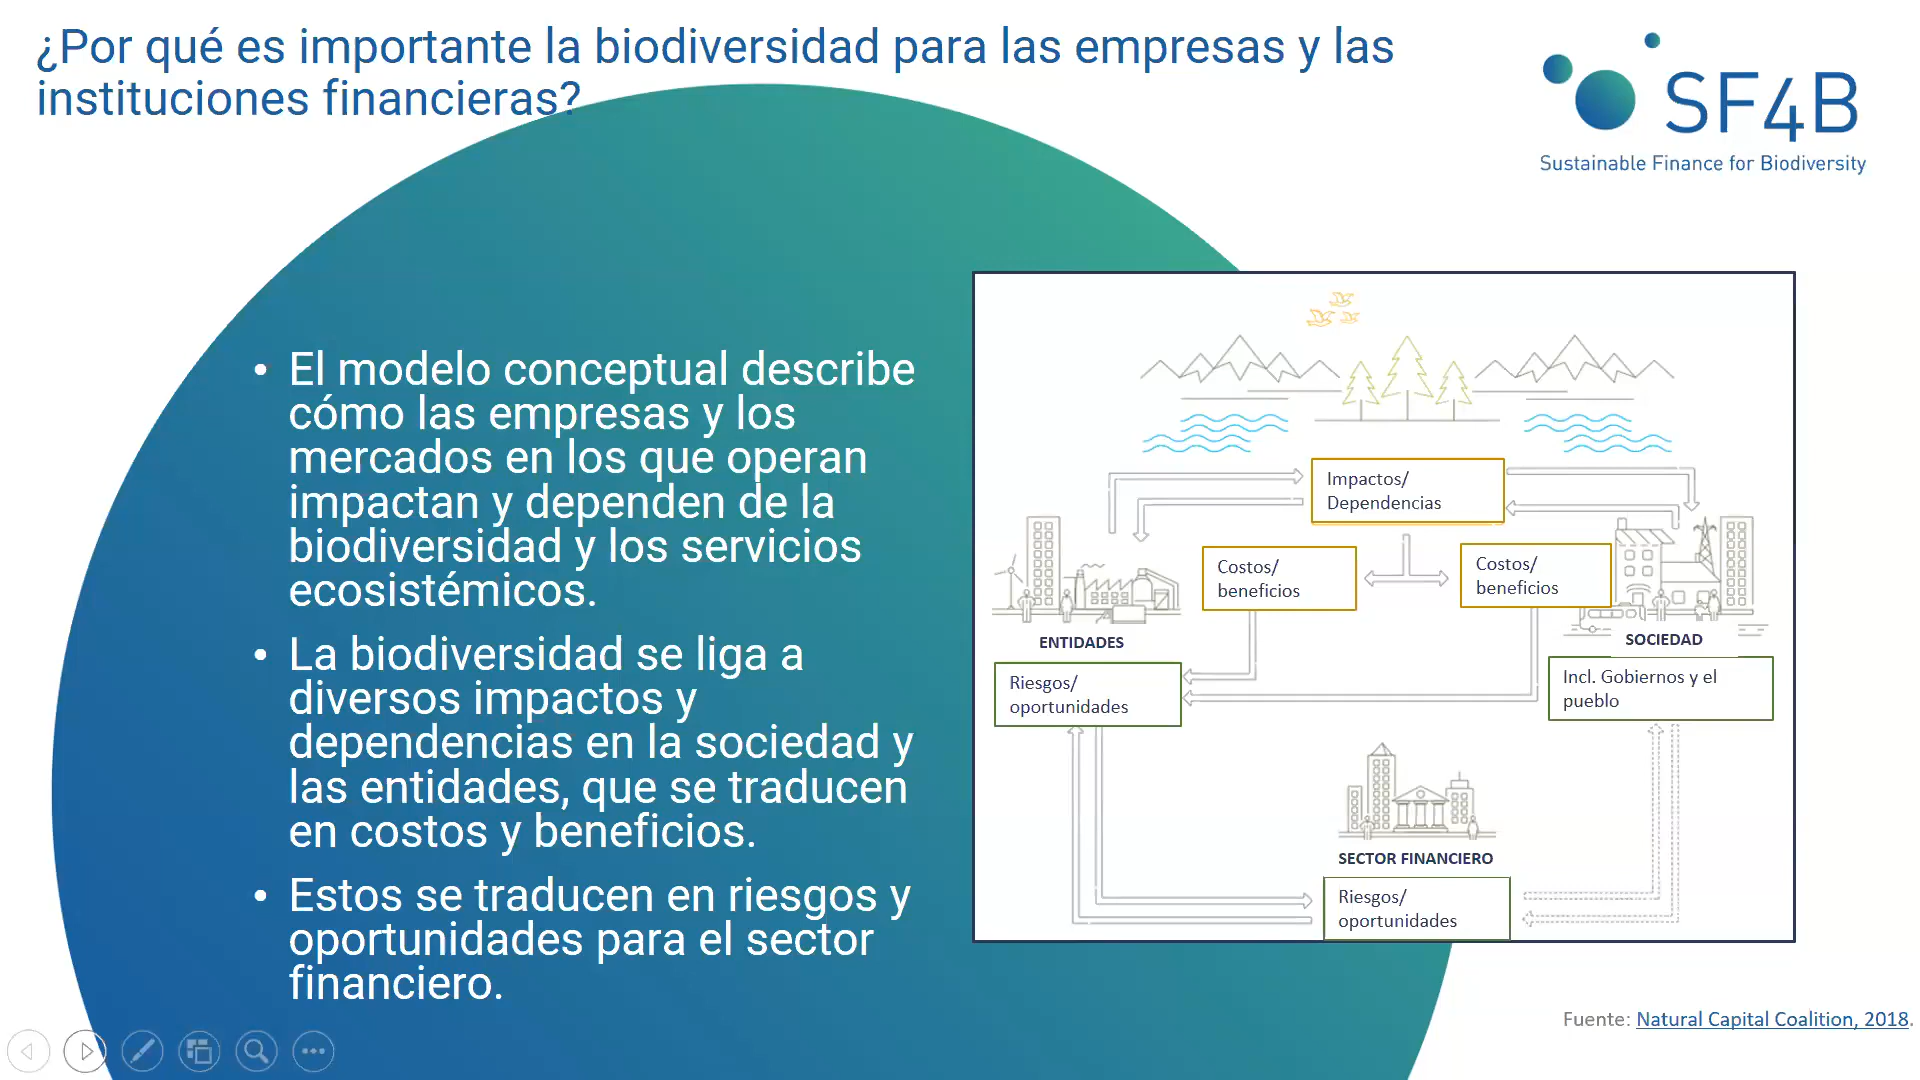 ¿Por qué es importante la biodiversidad para las empresas y las
instituciones financieras?
SF4B
Sustainable Finance for Biodiversity
• El modelo conceptual describe
cómo las empresas y los
mercados en los que operan
impactan y dependen de la
biodiversidad y los servicios
ecosistémicos.
• La biodiversidad se liga a
diversos impactos y
dependencias en la sociedad y
las entidades, que se traducen
en costos y beneficios.
• Estos se traducen en riesgos y
oportunidades para el sector
financiero.
Impactos/
Dependencias
Costos/
beneficios
Costos/
beneficios
ENTIDADES
Riesgos/
oportunidades
SOCIEDAD
Incl. Gobiernos y el
pueblo
SECTOR FINANCIERO
Riesgos/
oportunidades
Fuente: Natural Capital Coalition, 2018.